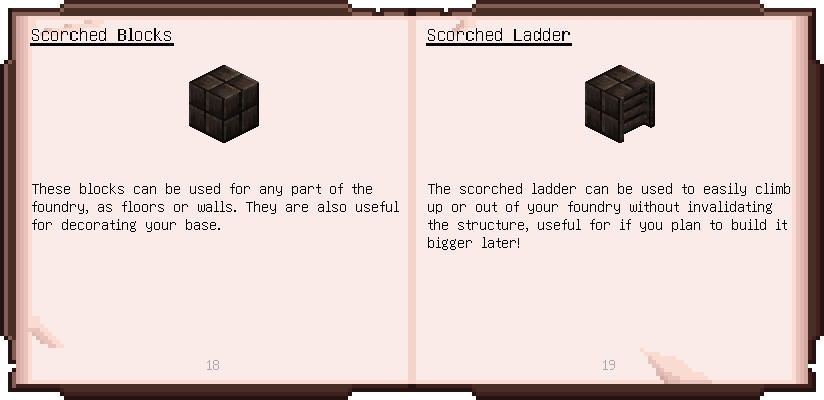 Scorched Blocks
These blocks can be used for any part of the
foundry, as floors or walls. They are also useful
for decorating your base.
18
Scorched Ladder
The scorched ladder can be used to easily climb
up or out of your foundry without invalidating
the structure, useful for if you plan to build it
bigger later!
19